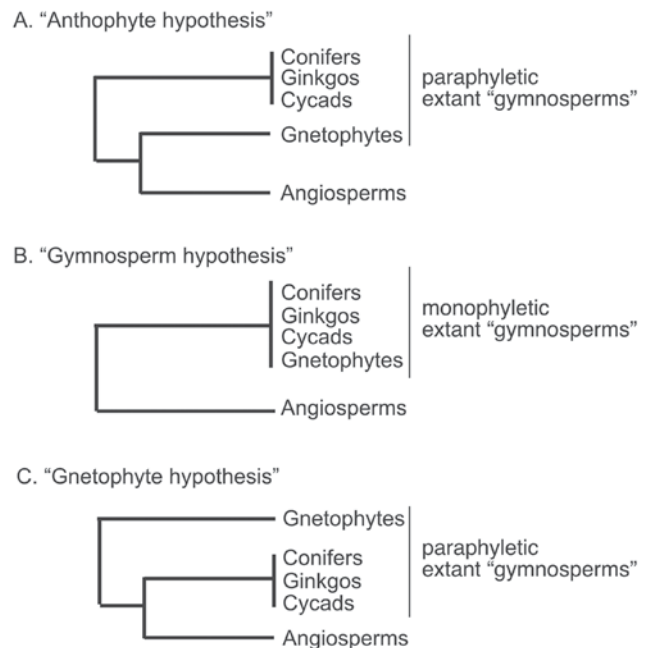 A. “Anthophyte hypothesis”
Conifers
Ginkgos
Cycads
paraphyletic
extant “gymnosperms”
Gnetophytes
Angiosperms
B. “Gymnosperm hypothesis”
Conifers
Ginkgos
Cycads
Gnetophytes
monophyletic
extant “gymnosperms”
Angiosperms
C. “Gnetophyte hypothesis”
Gnetophytes
Conifers
Ginkgos
Cycads
paraphyletic
extant “gymnosperms”
Angiosperms